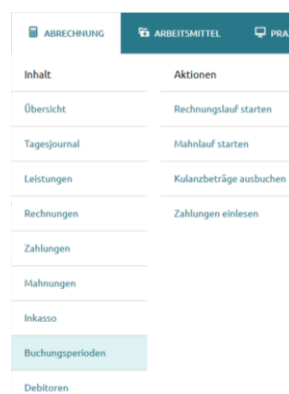 ABRECHNUNG ARBEITSMITTEL PRA
Inhalt Aktionen
Übersicht Rechnungslauf starten
Tagesjournal Mahnlauf starten
Leistungen Kulanzbeträge ausbuchen
Rechnungen Zahlungen einlesen
Zahlungen
Mahnungen
Inkasso
Buchungsperioden
Debitoren